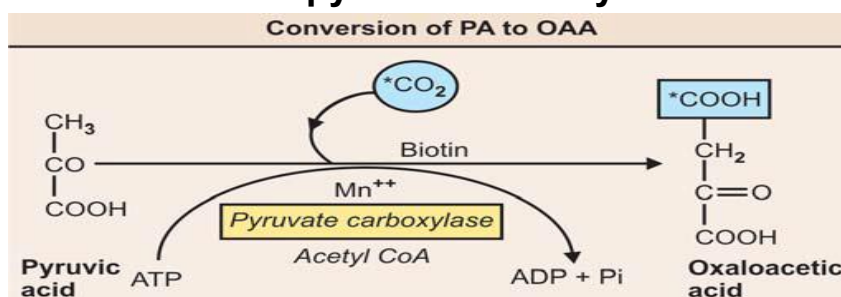 py
y
Conversion of PA to OAA
*CO₂
*COOH
CH₃
CO
COOH
Biotin
CH₂
Mn⁺⁺
C=O
Pyruvate carboxylase
Acetyl CoA
COOH
Pyruvic
acid
ATP
ADP + Pi
Oxaloacetic
acid